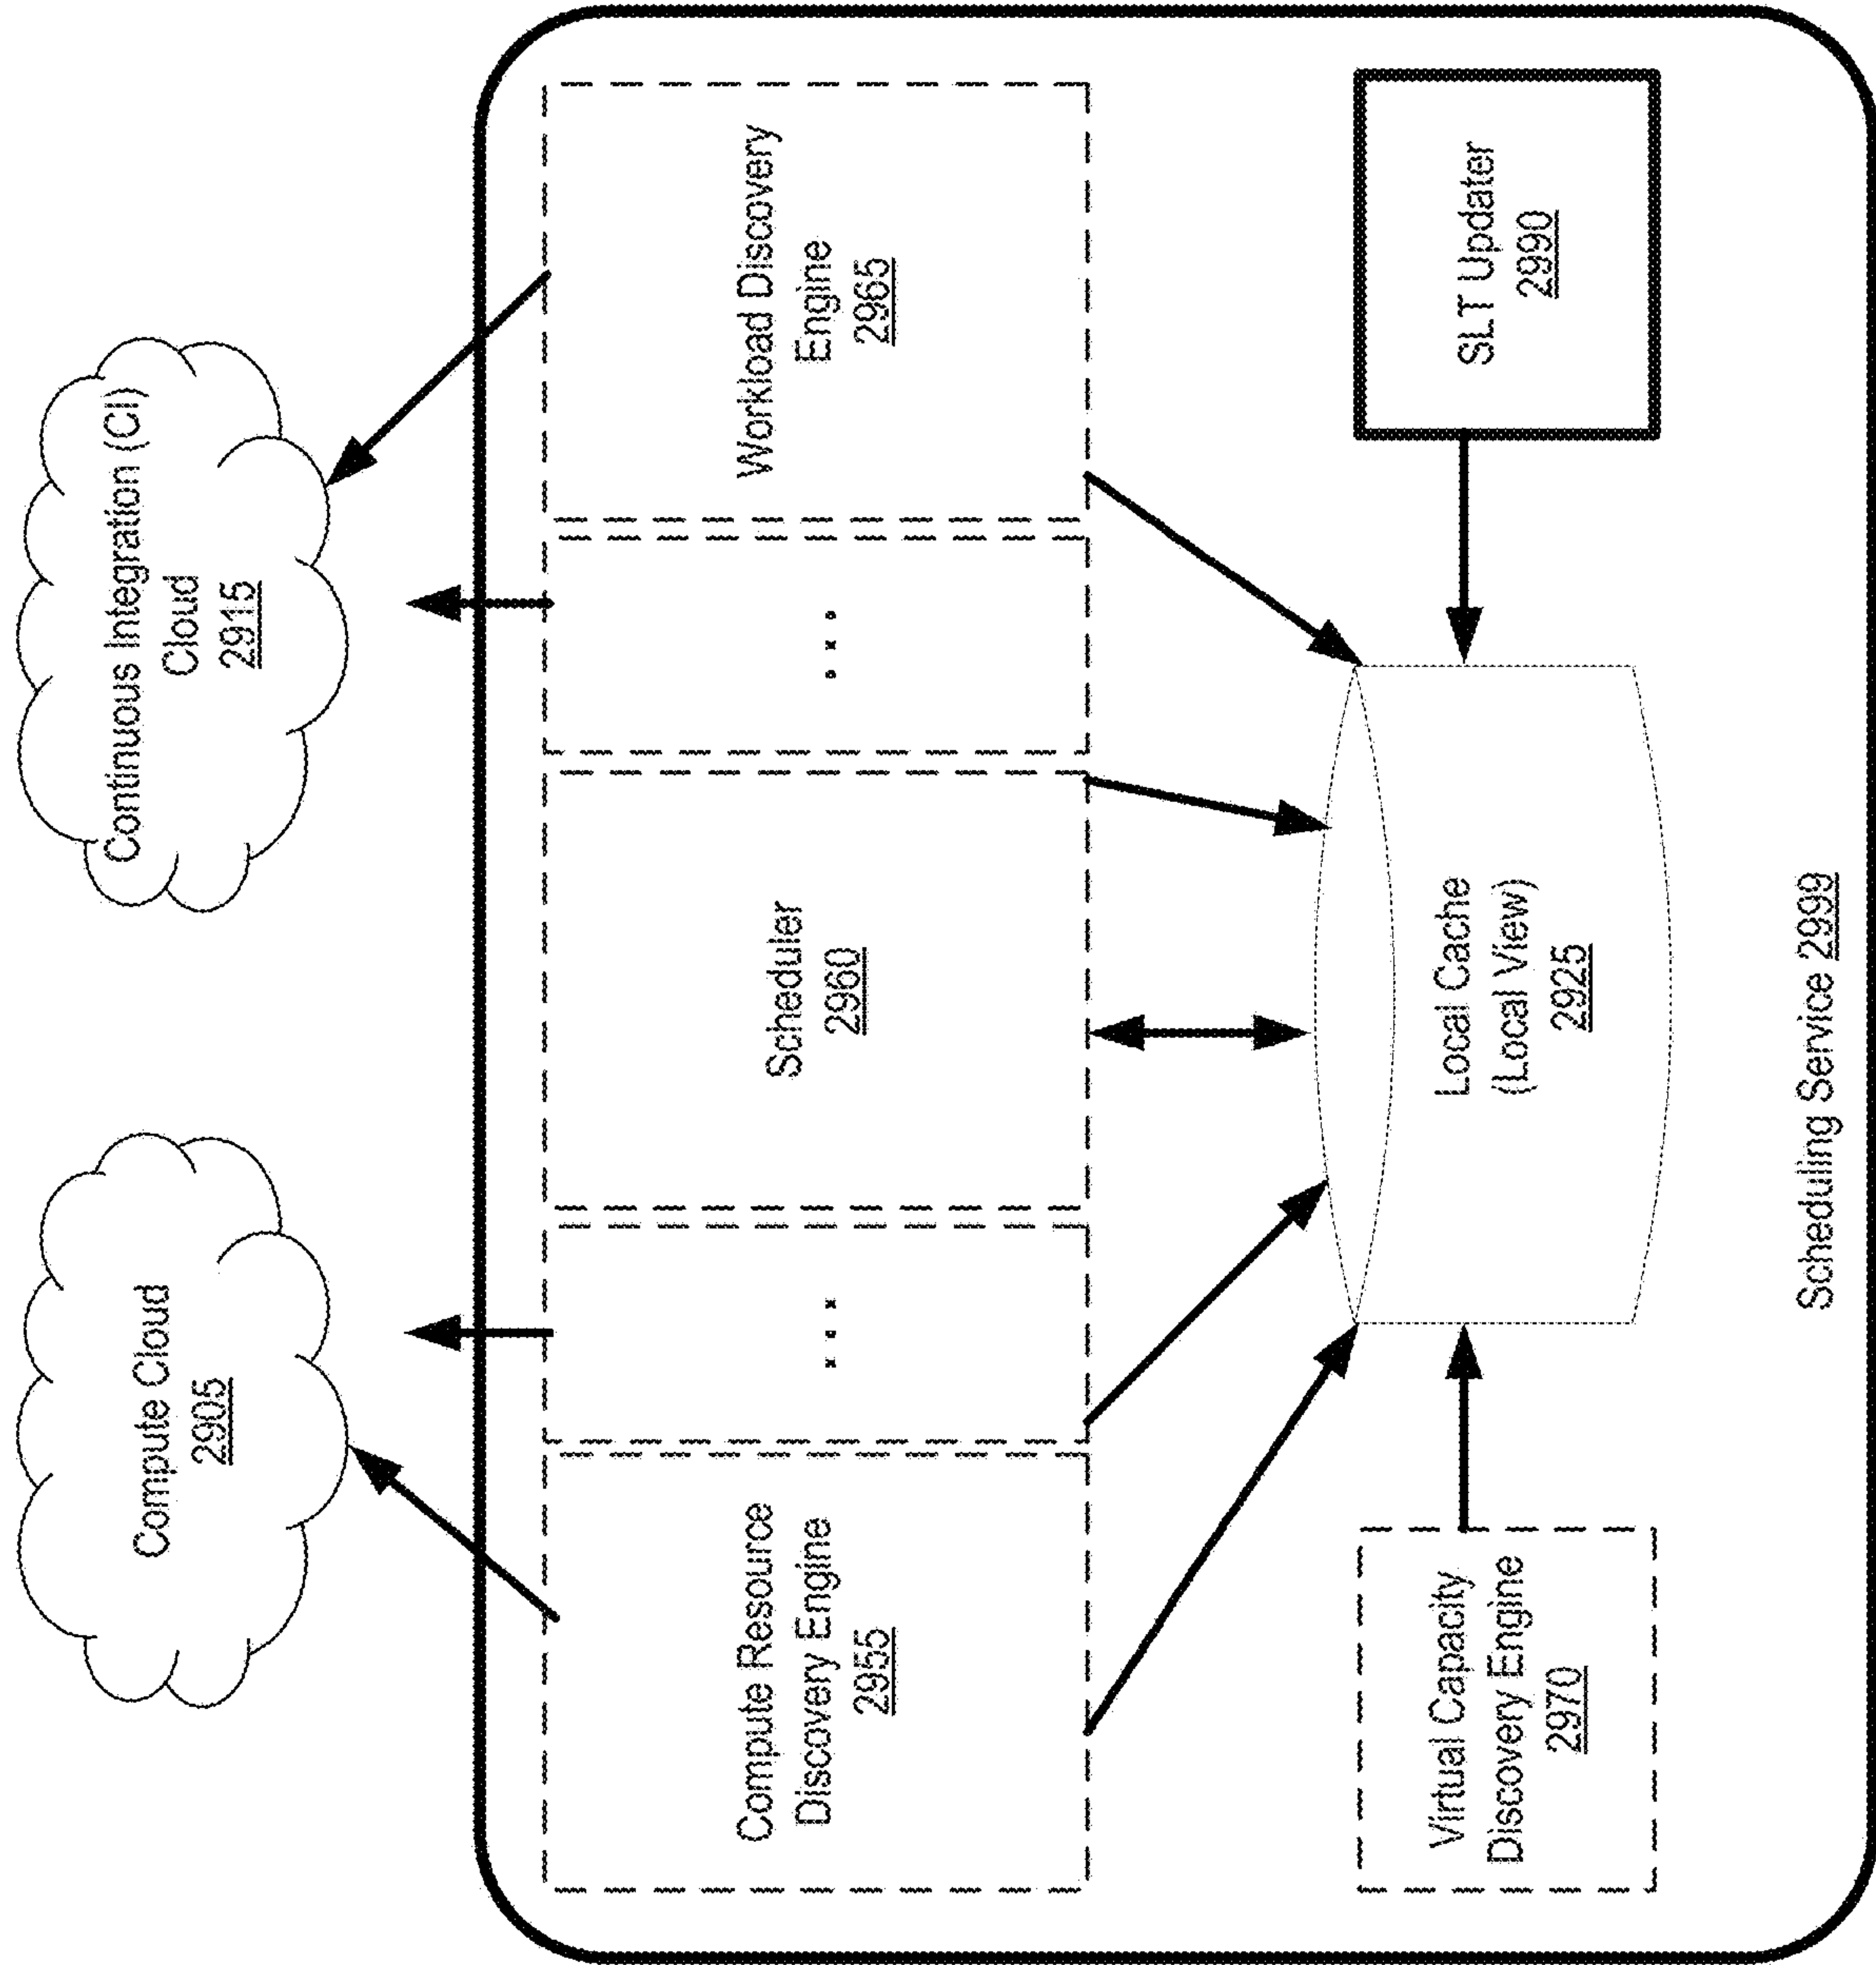 Compute Cloud
2905
Continuous Integration (CI)
Cloud
2915
Compute Resource
Discovery Engine
2955
...
Scheduler
2960
...
Workload Discovery
Engine
2965
Virtual Capacity
Discovery Engine
2970
Local Cache
(Local View)
2925
SLT Updater
2990
Scheduling Service 2999